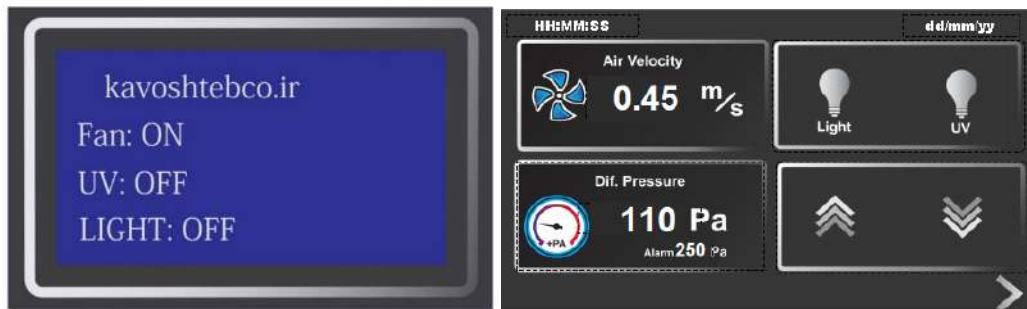 kavoshtebco.ir
Fan: ON
UV: OFF
LIGHT: OFF
HH:MM:SS
dd/mm/yy
Air Velocity
0.45 m/s
Light
UV
Dif. Pressure
110 Pa
+PA
Alarm 250 Pa